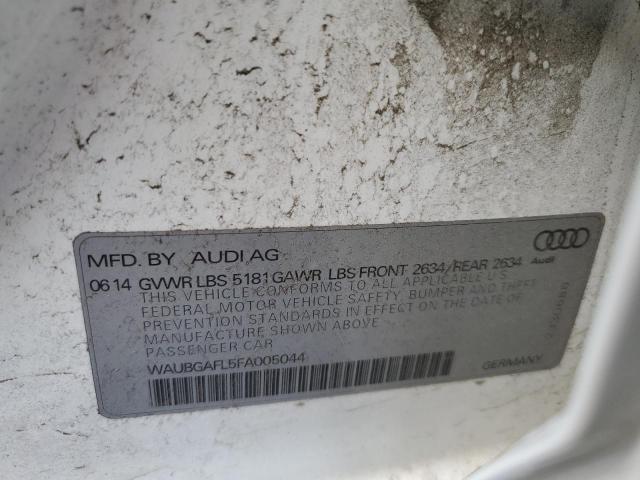 MFD. BY AUDI AG
06 14 GVWR LBS 5181 GAWR LBS FRONT 2634/REAR 2634
Audi
THIS VEHICLE CONFORMS TO ALL APPLICABLE U.S.
FEDERAL MOTOR VEHICLE SAFETY, BUMPER AND THEFT
PREVENTION STANDARDS IN EFFECT ON THE DATE OF
MANUFACTURE SHOWN ABOVE
PASSENGER CAR
WAUBGAFL5FA005044
GERMANY